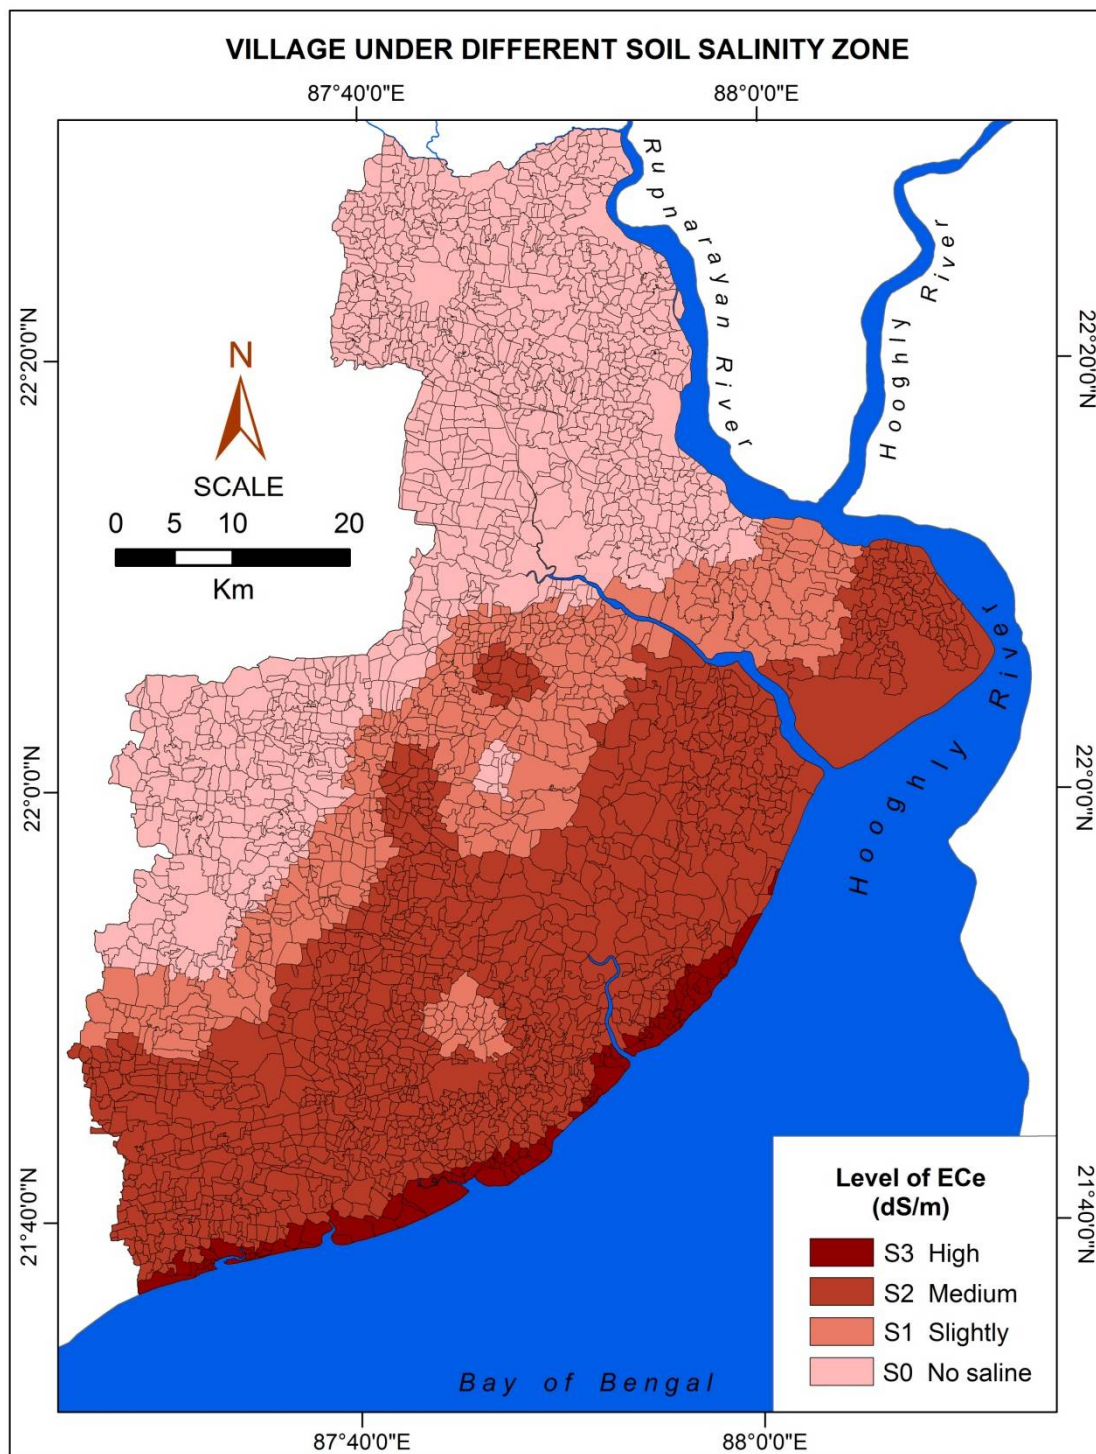 VILLAGE UNDER DIFFERENT SOIL SALINITY ZONE
87°40'0"E
88°0'0"E
Rupnarayan River
Hooghly River
22°20'0"N
22°20'0"N
N
SCALE
0 5 10 20
Km
Hooghly River
22°0'0"N
22°0'0"N
21°40'0"N
21°40'0"N
Level of ECe
(dS/m)
S3 High
S2 Medium
S1 Slightly
S0 No saline
Bay of Bengal
87°40'0"E
88°0'0"E